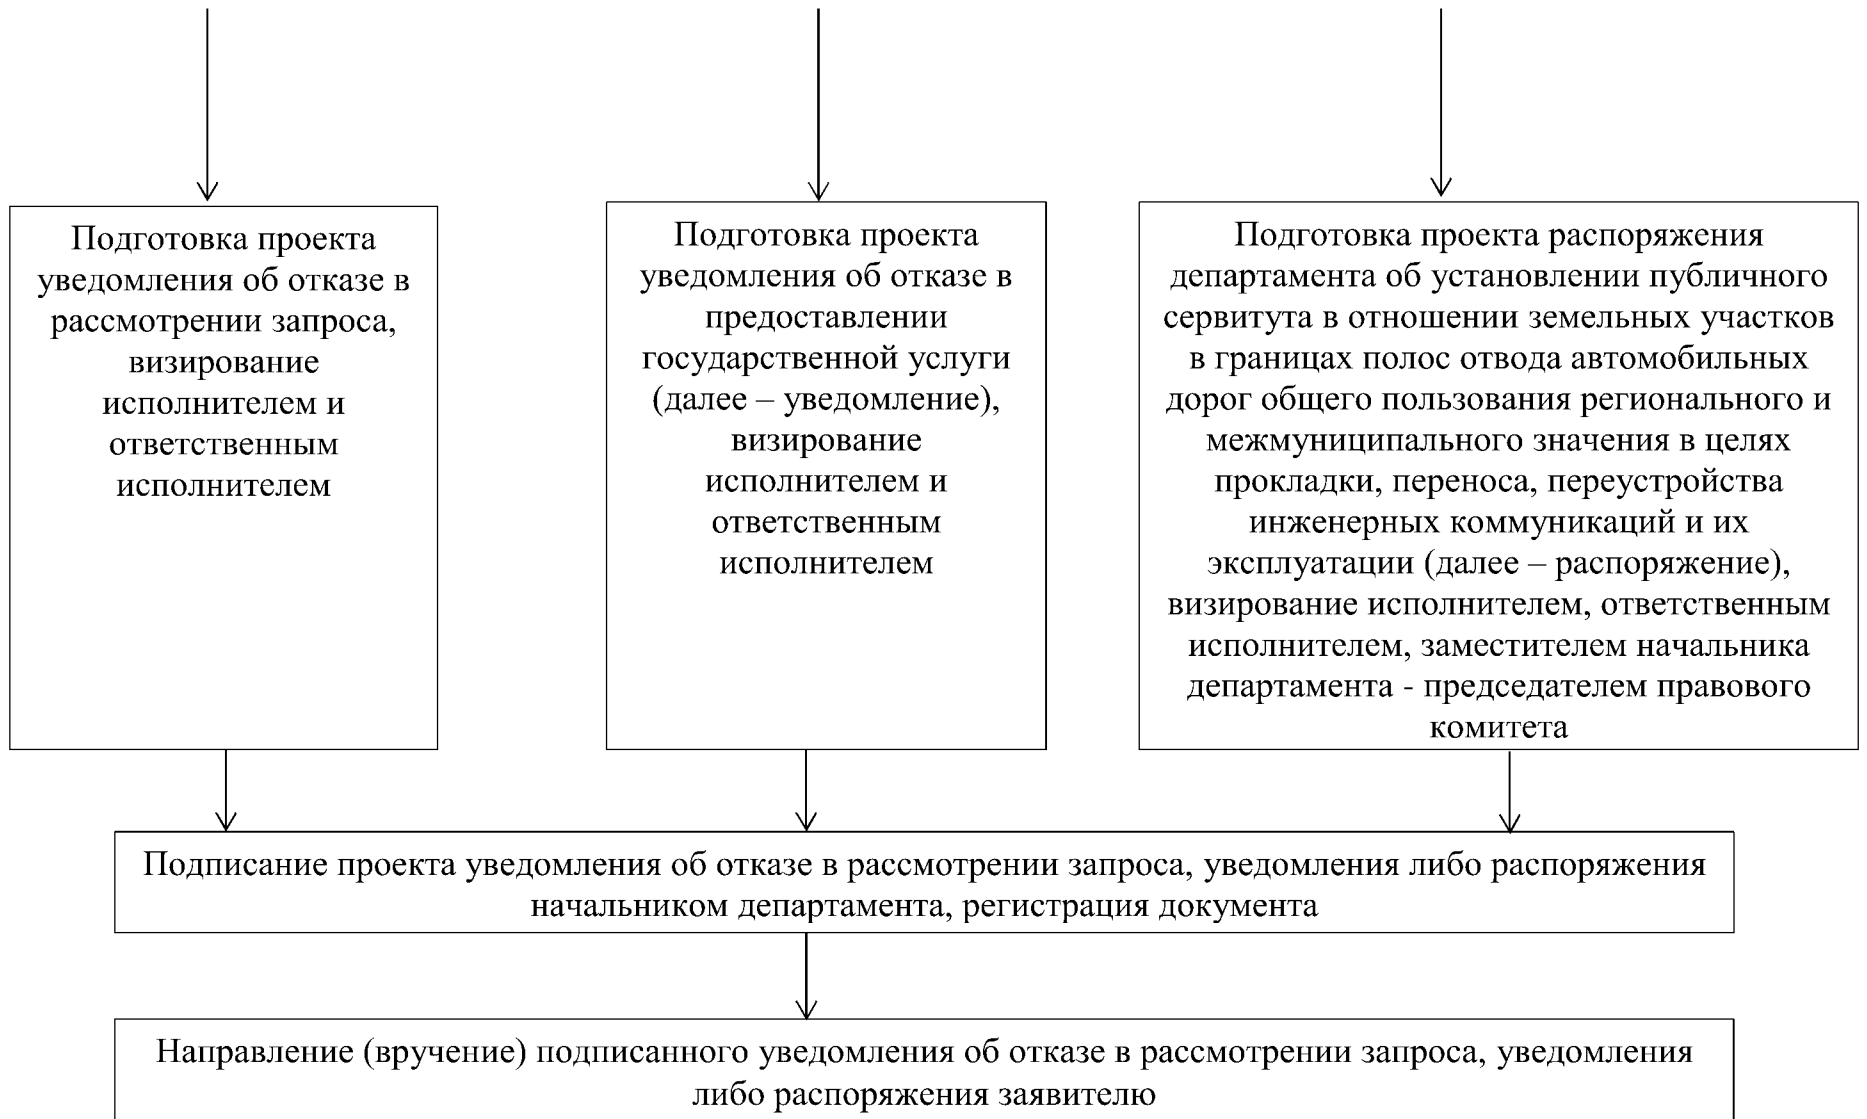 Подготовка проекта
уведомления об отказе в
рассмотрении запроса,
визирование
исполнителем и
ответственным
исполнителем
Подготовка проекта
уведомления об отказе в
предоставлении
государственной услуги
(далее – уведомление),
визирование
исполнителем и
ответственным
исполнителем
Подготовка проекта распоряжения
департамента об установлении публичного
сервитута в отношении земельных участков
в границах полос отвода автомобильных
дорог общего пользования регионального и
межмуниципального значения в целях
прокладки, переноса, переустройства
инженерных коммуникаций и их
эксплуатации (далее – распоряжение),
визирование исполнителем, ответственным
исполнителем, заместителем начальника
департамента - председателем правового
комитета
Подписание проекта уведомления об отказе в рассмотрении запроса, уведомления либо распоряжения
начальником департамента, регистрация документа
Направление (вручение) подписанного уведомления об отказе в рассмотрении запроса, уведомления
либо распоряжения заявителю